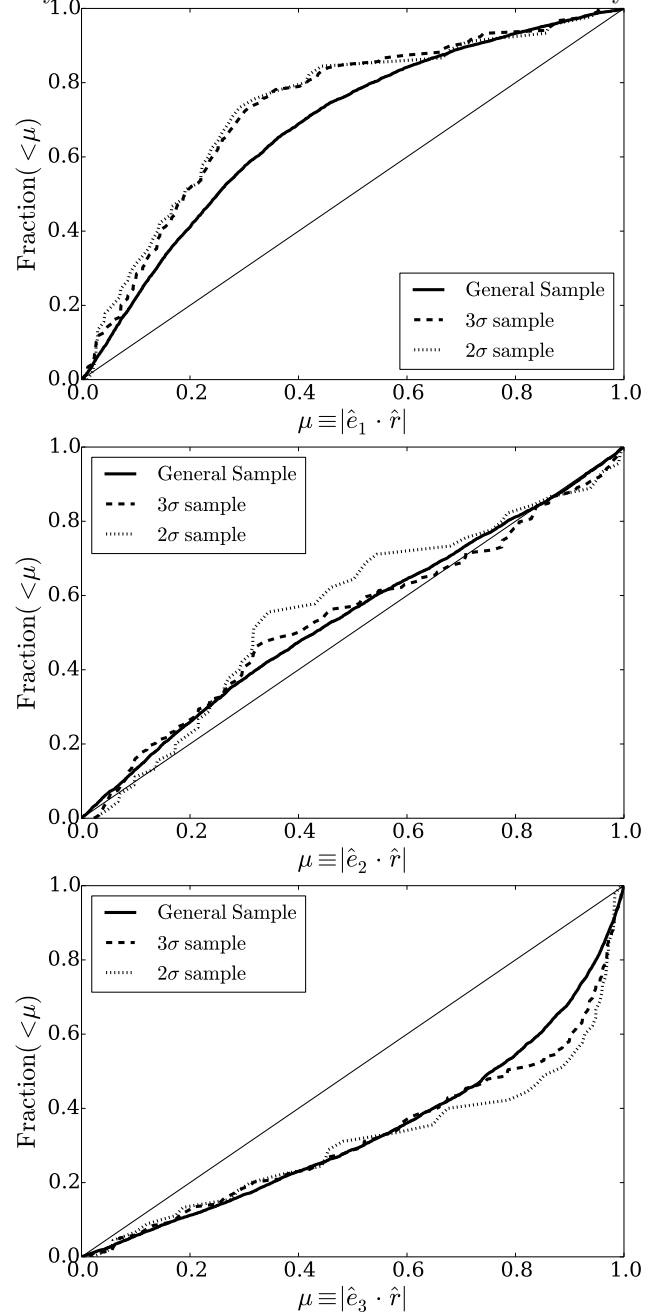 1.0
0.8
0.6
0.4
0.2
0.0
Fraction( <μ)
General Sample
3σ sample
2σ sample
0.0 0.2 0.4 0.6 0.8 1.0
μ ≡|ê₁ · r̂|
1.0
0.8
0.6
0.4
0.2
0.0
Fraction( <μ)
General Sample
3σ sample
2σ sample
0.0 0.2 0.4 0.6 0.8 1.0
μ ≡|ê₂ · r̂|
1.0
0.8
0.6
0.4
0.2
0.0
Fraction( <μ)
General Sample
3σ sample
2σ sample
0.0 0.2 0.4 0.6 0.8 1.0
μ ≡|ê₃ · r̂|